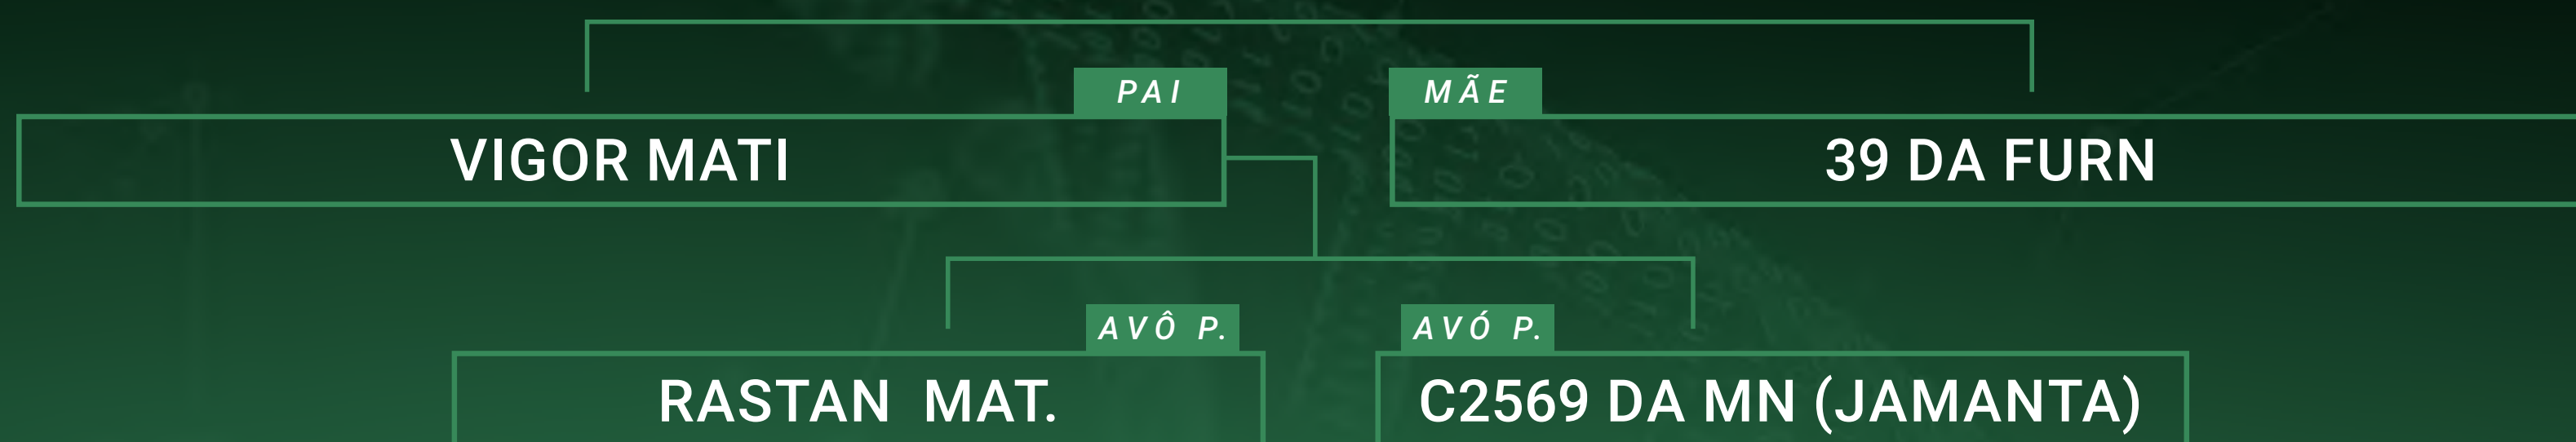 PAI MÃE
VIGOR MATI 39 DA FURN
AVÔ P. AVÓ P.
RASTAN MAT. C2569 DA MN (JAMANTA)